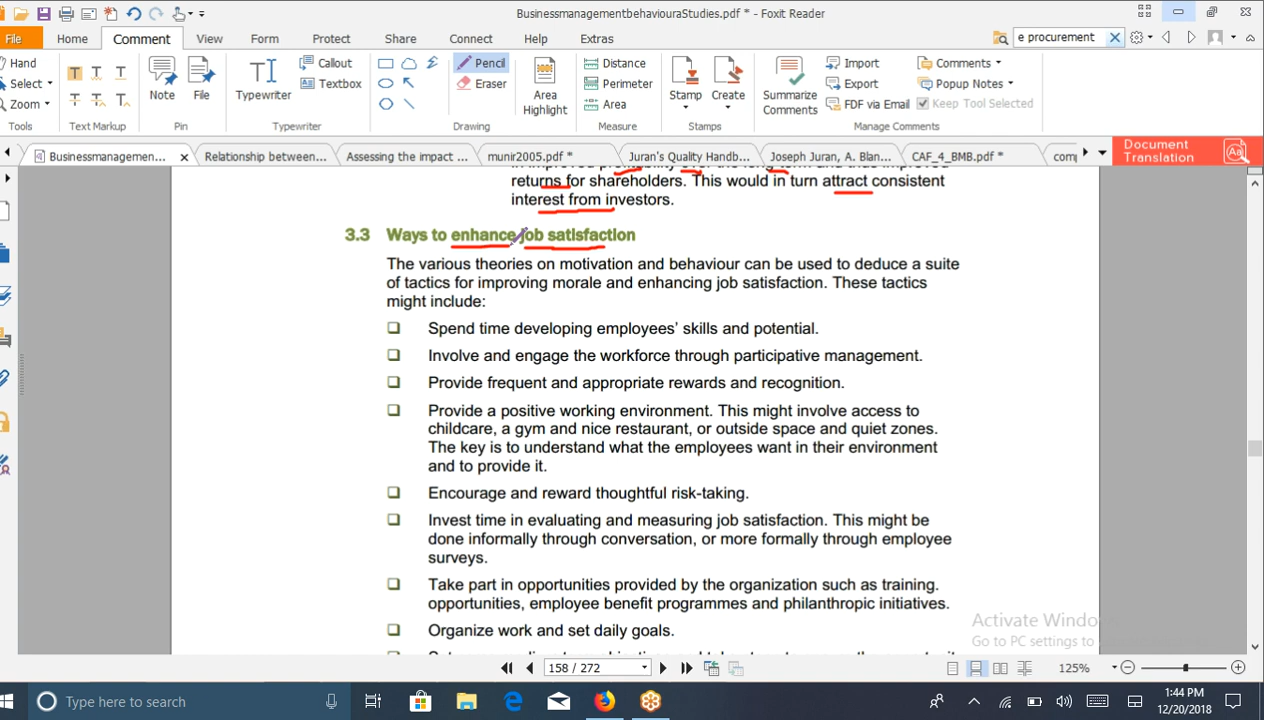 BusinessmanagementbehaviouraStudies.pdf * - Foxit Reader
File Home Comment View Form Protect Share Connect Help Extras
e procurement
Hand
Select
Zoom
Tools
Text Markup
Note
File
Pin
Typewriter
Callout
Textbox
Typewriter
Pencil
Eraser
Area
Highlight
Drawing
Distance
Perimeter
Area
Measure
Stamp
Create
Stamps
Summarize
Comments
Import
Export
FDF via Email
Comments
Popup Notes
Keep Tool Selected
Manage Comments
Businessmanagemen... Relationship between... Assessing the impact ... munir2005.pdf * Juran's Quality Handb... Joseph Juran, A. Blan... CAF_4_BMB.pdf *
Document
Translation
in improved profitability over the long term and thus improved
returns for shareholders. This would in turn attract consistent
interest from investors.
3.3 Ways to enhance job satisfaction
The various theories on motivation and behaviour can be used to deduce a suite
of tactics for improving morale and enhancing job satisfaction. These tactics
might include:
Spend time developing employees' skills and potential.
Involve and engage the workforce through participative management.
Provide frequent and appropriate rewards and recognition.
Provide a positive working environment. This might involve access to
childcare, a gym and nice restaurant, or outside space and quiet zones.
The key is to understand what the employees want in their environment
and to provide it.
Encourage and reward thoughtful risk-taking.
Invest time in evaluating and measuring job satisfaction. This might be
done informally through conversation, or more formally through employee
surveys.
Take part in opportunities provided by the organization such as training.
opportunities, employee benefit programmes and philanthropic initiatives.
Organize work and set daily goals.
Activate Windo
Go to PC settings to
158 / 272
125%
Type here to search
1:44 PM
12/20/2018